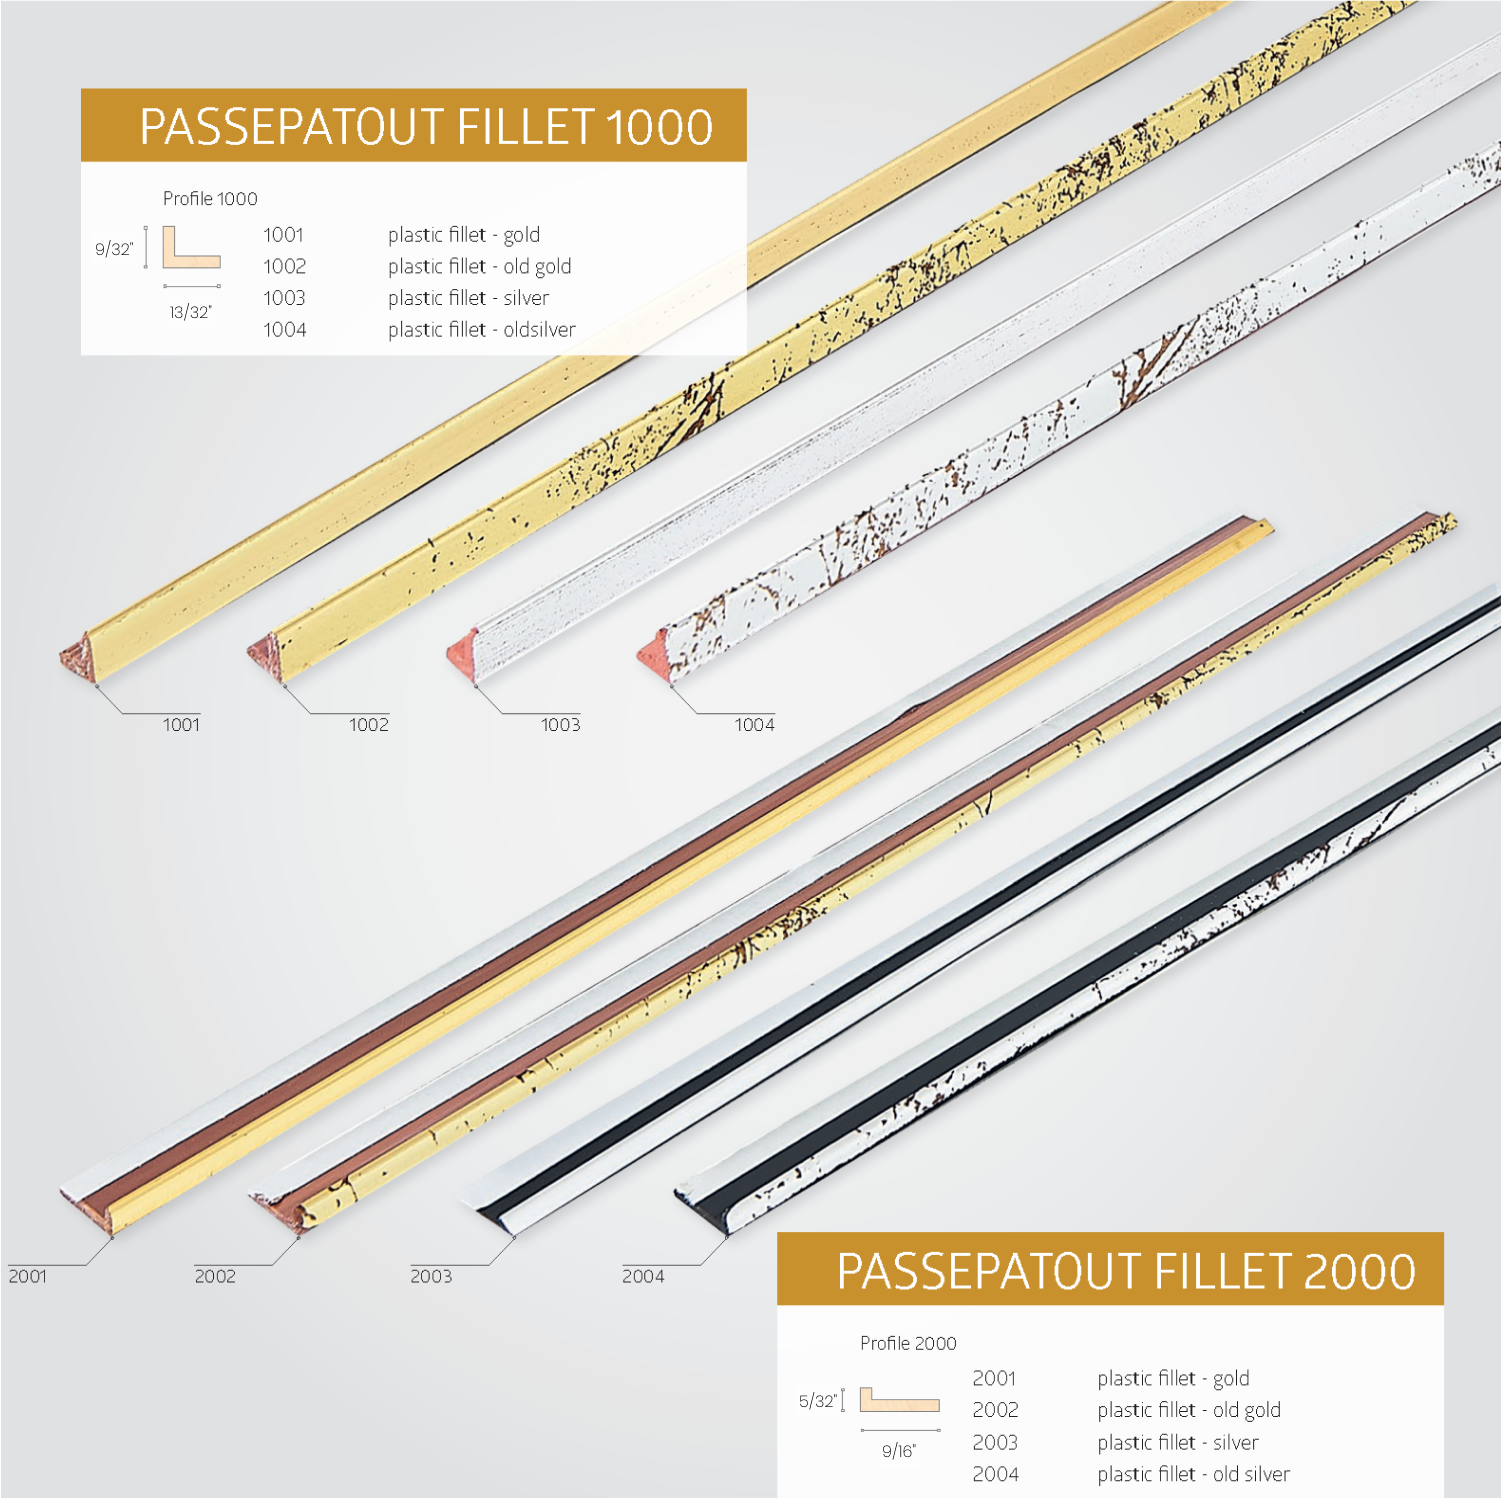 PASSEPATOUT FILLET 1000
Profile 1000
9/32"
13/32"
1001 plastic fillet - gold
1002 plastic fillet - old gold
1003 plastic fillet - silver
1004 plastic fillet - oldsilver
1001
1002
1003
1004
2001
2002
2003
2004
PASSEPATOUT FILLET 2000
Profile 2000
5/32"
9/16"
2001 plastic fillet - gold
2002 plastic fillet - old gold
2003 plastic fillet - silver
2004 plastic fillet - old silver